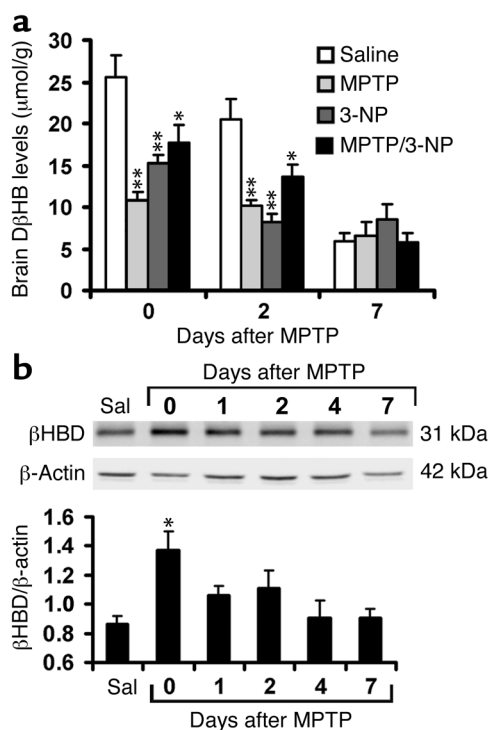 a
Brain DβHB levels (μmol/g)
30
25
20
15
10
5
0
Saline
MPTP
3-NP
MPTP/3-NP
** ** *
** ** *
0 2 7
Days after MPTP
b
Days after MPTP
Sal 0 1 2 4 7
βHBD 31 kDa
β-Actin 42 kDa
βHBD/β-actin
1.6
1.4
1.2
1.0
0.8
0.6
*
Sal 0 1 2 4 7
Days after MPTP